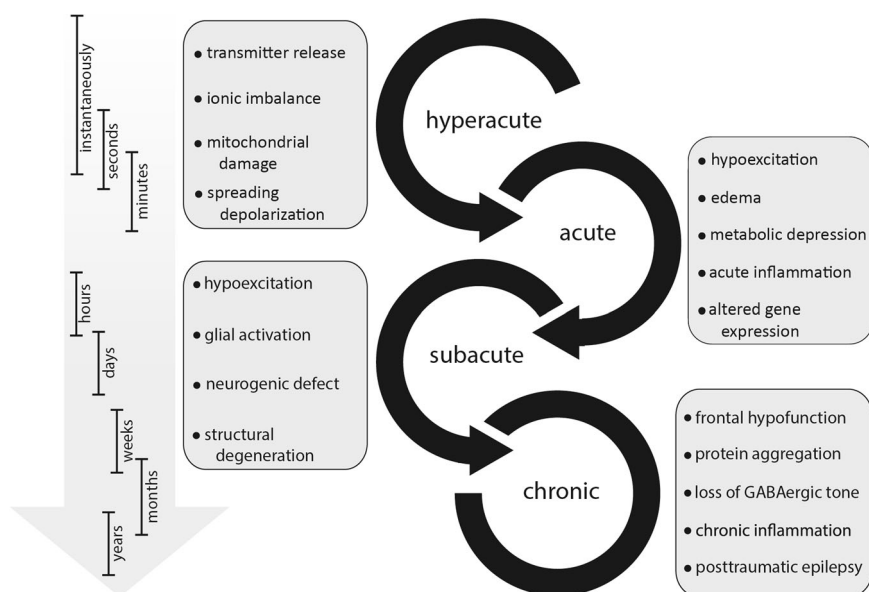 instantaneously
seconds
minutes
hours
days
weeks
months
years
• transmitter release
• ionic imbalance
• mitochondrial
damage
• spreading
depolarization
hyperacute
acute
• hypoexcitation
• edema
• metabolic depression
• acute inflammation
• altered gene
expression
• hypoexcitation
• glial activation
• neurogenic defect
• structural
degeneration
subacute
chronic
• frontal hypofunction
• protein aggregation
• loss of GABAergic tone
• chronic inflammation
• posttraumatic epilepsy